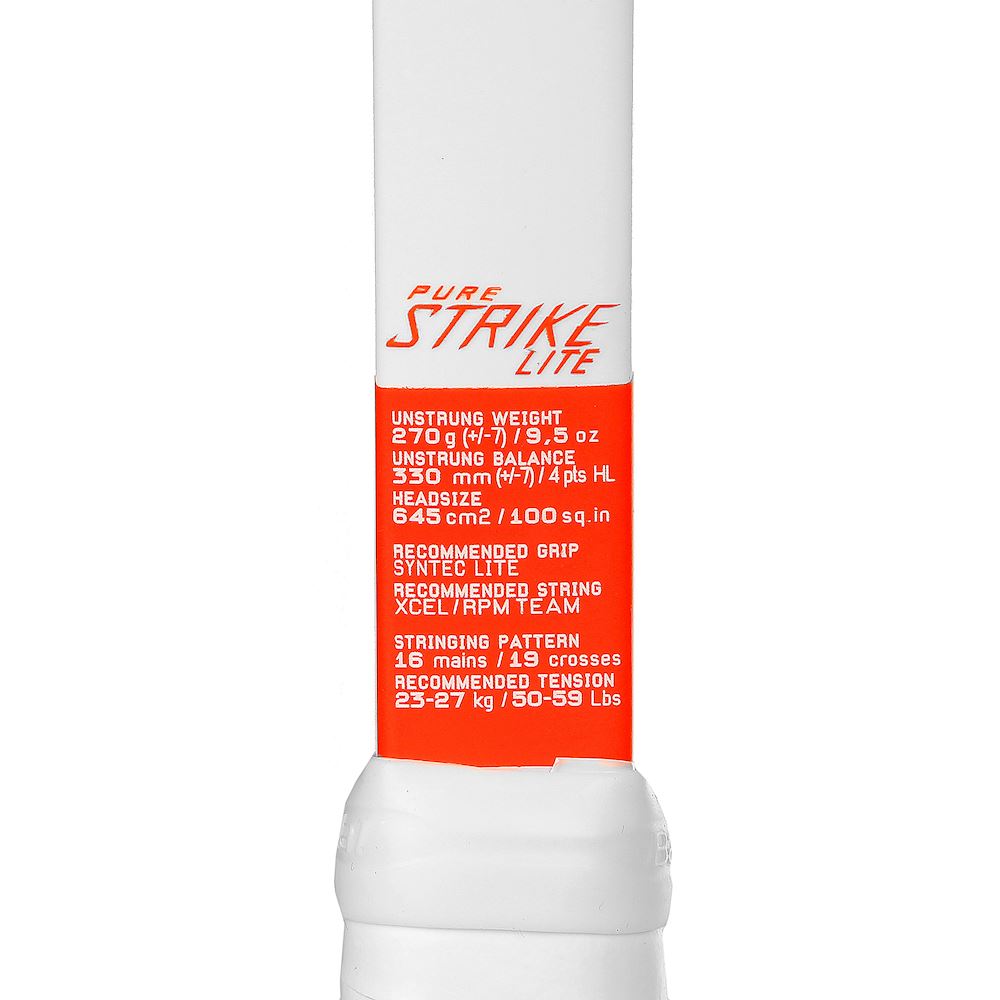 PURE
STRIKE
LITE
UNSTRUNG WEIGHT
270 g (+/-7) / 9,5 oz
UNSTRUNG BALANCE
330 mm (+/-7) / 4 pts HL
HEADSIZE
645 cm2 / 100 sq.in
RECOMMENDED GRIP
SYNTEC LITE
RECOMMENDED STRING
XCEL / RPM TEAM
STRINGING PATTERN
16 mains / 19 crosses
RECOMMENDED TENSION
23-27 kg / 50-59 Lbs